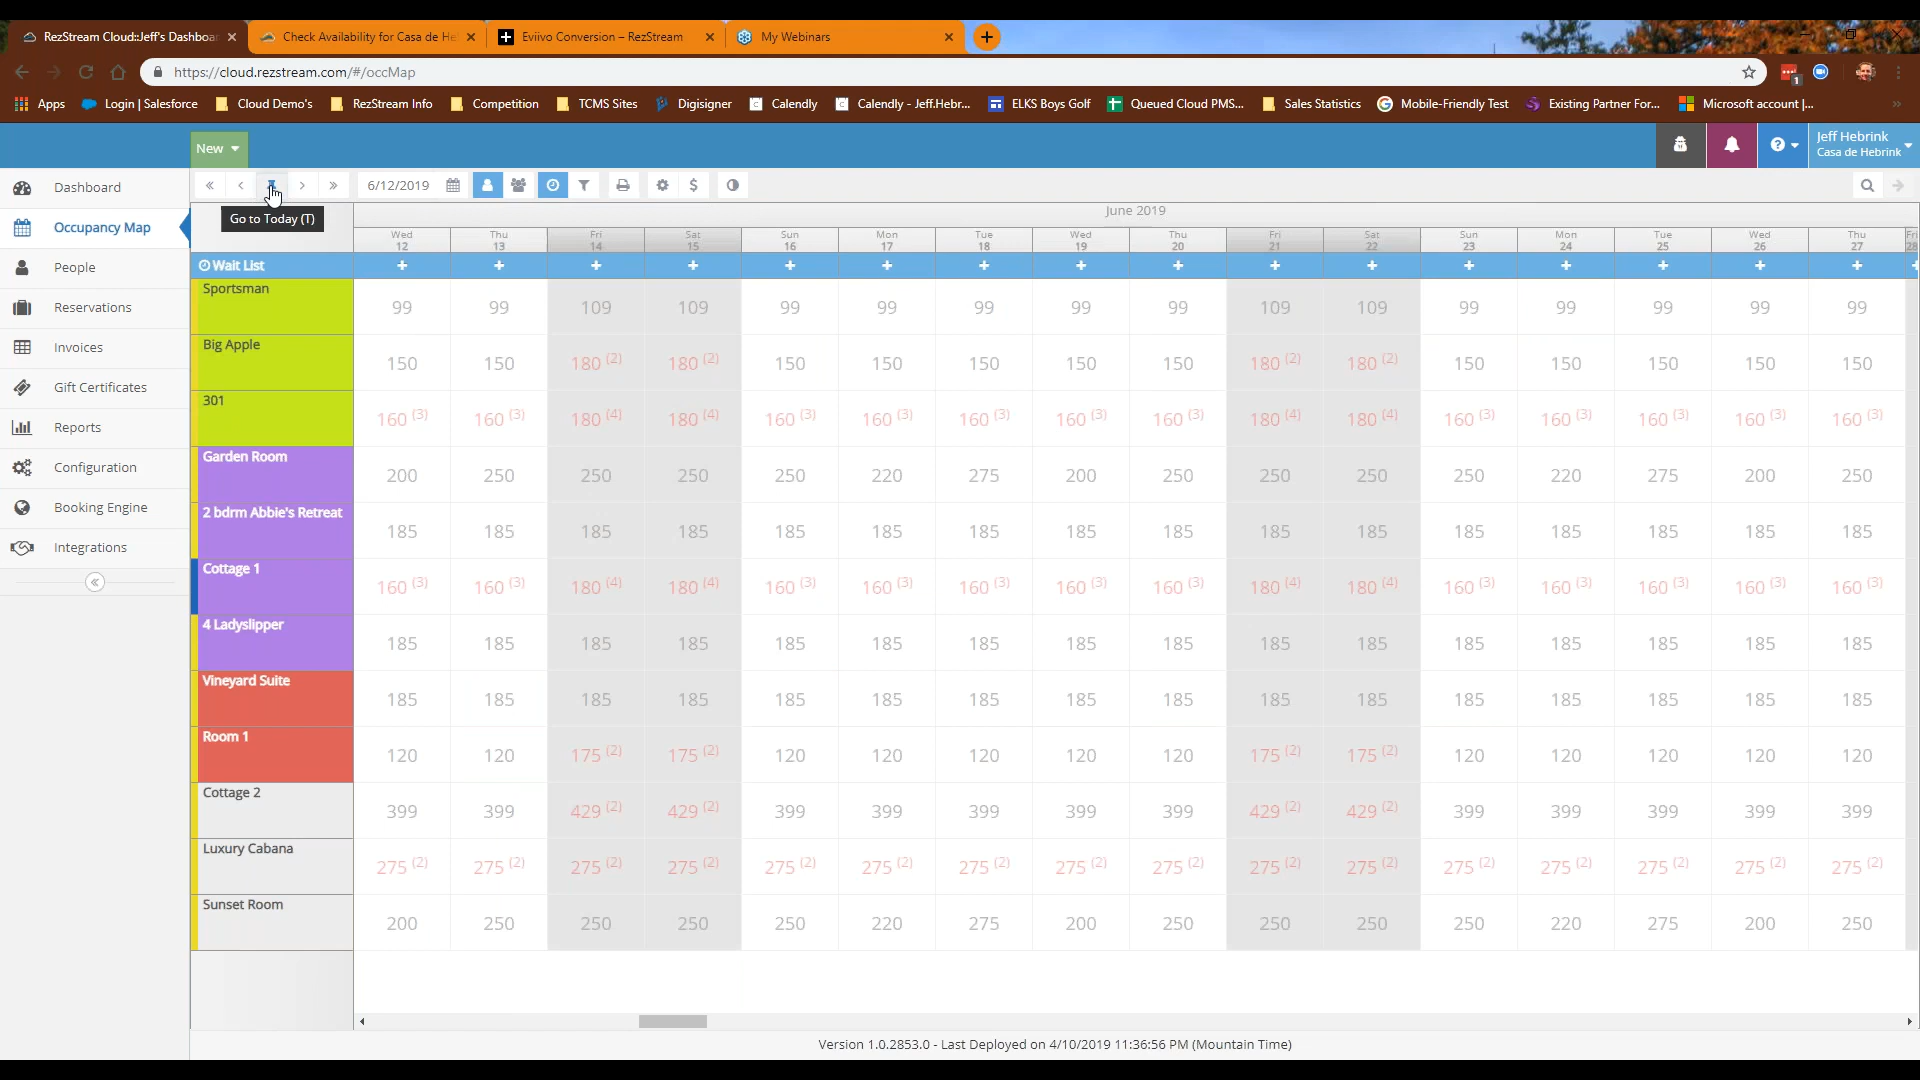 RezStream Cloud::Jeff's Dashboa
Check Availability for Casa de He
Eviivo Conversion – RezStream
My Webinars
https://cloud.rezstream.com/#/occMap
Apps Login | Salesforce Cloud Demo's RezStream Info Competition TCMS Sites Digisigner Calendly Calendly - Jeff.Hebr... ELKS Boys Golf Queued Cloud PMS... Sales Statistics Mobile-Friendly Test Existing Partner For... Microsoft account |... »
New
Jeff Hebrink
Casa de Hebrink
6/12/2019
Go to Today (T)
Dashboard
Occupancy Map
People
Reservations
Invoices
Gift Certificates
Reports
Configuration
Booking Engine
Integrations
June 2019
Wed Thu Fri Sat Sun Mon Tue Wed Thu Fri Sat Sun Mon Tue Wed Thu Fri
12 13 14 15 16 17 18 19 20 21 22 23 24 25 26 27 28
Wait List + + + + + + + + + + + + + + + + +
Sportsman 99 99 109 109 99 99 99 99 99 109 109 99 99 99 99 99
Big Apple 150 150 180 (2) 180 (2) 150 150 150 150 150 180 (2) 180 (2) 150 150 150 150 150
301 160 (3) 160 (3) 180 (4) 180 (4) 160 (3) 160 (3) 160 (3) 160 (3) 160 (3) 180 (4) 180 (4) 160 (3) 160 (3) 160 (3) 160 (3) 160 (3)
Garden Room 200 250 250 250 250 220 275 200 250 250 250 250 220 275 200 250
2 bdrm Abbie's Retreat 185 185 185 185 185 185 185 185 185 185 185 185 185 185 185 185
Cottage 1 160 (3) 160 (3) 180 (4) 180 (4) 160 (3) 160 (3) 160 (3) 160 (3) 160 (3) 180 (4) 180 (4) 160 (3) 160 (3) 160 (3) 160 (3) 160 (3)
4 Ladyslipper 185 185 185 185 185 185 185 185 185 185 185 185 185 185 185 185
Vineyard Suite 185 185 185 185 185 185 185 185 185 185 185 185 185 185 185 185
Room 1 120 120 175 (2) 175 (2) 120 120 120 120 120 175 (2) 175 (2) 120 120 120 120 120
Cottage 2 399 399 429 (2) 429 (2) 399 399 399 399 399 429 (2) 429 (2) 399 399 399 399 399
Luxury Cabana 275 (2) 275 (2) 275 (2) 275 (2) 275 (2) 275 (2) 275 (2) 275 (2) 275 (2) 275 (2) 275 (2) 275 (2) 275 (2) 275 (2) 275 (2) 275 (2)
Sunset Room 200 250 250 250 250 220 275 200 250 250 250 250 220 275 200 250
Version 1.0.2853.0 - Last Deployed on 4/10/2019 11:36:56 PM (Mountain Time)